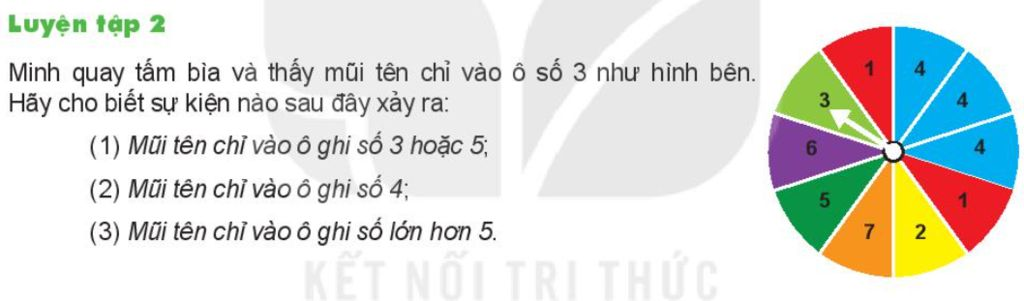 Luyện tập 2
Minh quay tấm bìa và thấy mũi tên chỉ vào ô số 3 như hình bên.
Hãy cho biết sự kiện nào sau đây xảy ra:
(1) Mũi tên chỉ vào ô ghi số 3 hoặc 5;
(2) Mũi tên chỉ vào ô ghi số 4;
(3) Mũi tên chỉ vào ô ghi số lớn hơn 5.
KẾT NỐI TRI THỨC
1 4
3 4
6 4
5 1
7 2